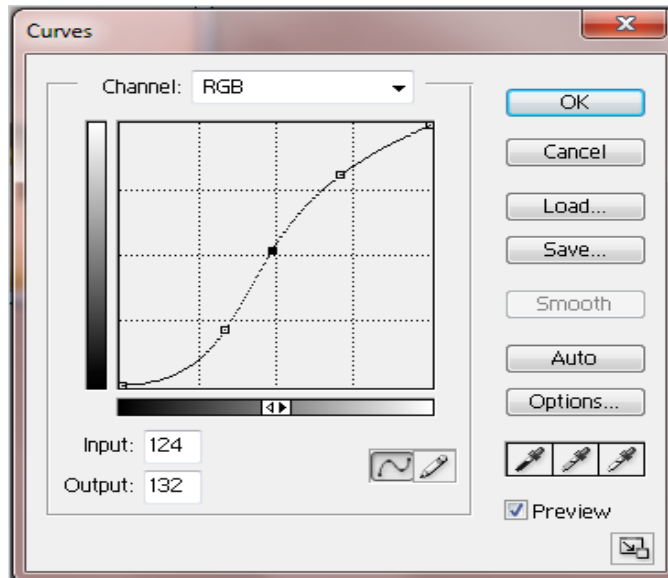 Curves
Channel: RGB
OK
Cancel
Load...
Save...
Smooth
Auto
Options...
Input: 124
Output: 132
Preview